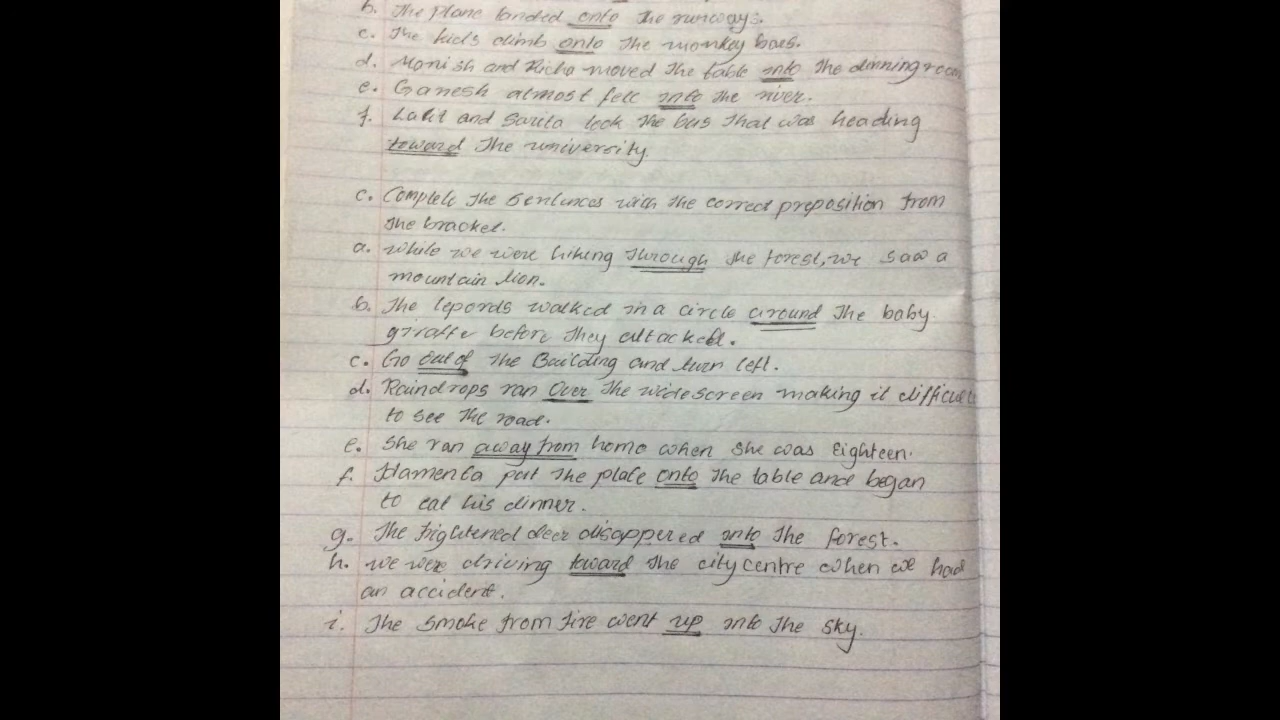 b. The plane landed onto The runways.
c. The kids climb onto The monkey baes.
d. Monish and Richa moved The table into The dinning room
e. Ganesh almost fell into the river.
f. Lalit and Sarita took The bus That was heading
toward The university.
c. Complete The Sentences with The correct preposition from
The bracket.
a. while we were hiking Through The forest, we saw a
mountain lion.
b. The lepords walked in a circle around The baby
giraffe before They attacked.
c. Go out of The Building and turn left.
d. Raindrops ran Over The widescreen making it difficult
to see The road.
e. She ran away from home when She was Eighteen.
f. put The plate onto The table and began
to eat his dinner.
g. The frightened deer disappered into The forest.
h. we were driving toward The city centre when we had
an accident.
i. The smoke from fire went up into The sky.